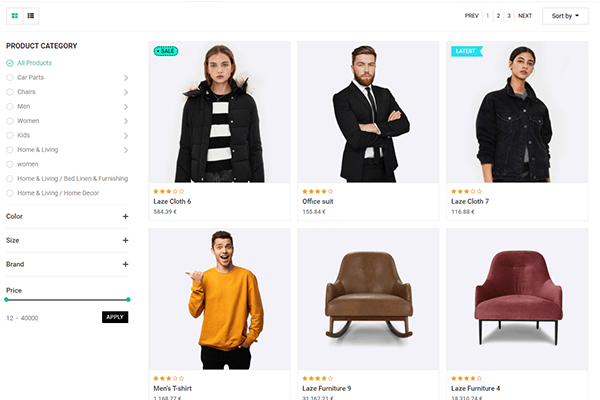 PREV 1 2 3 NEXT Sort by
PRODUCT CATEGORY
All Products
Car Parts
Chairs
Men
Women
Kids
Home & Living
women
Home & Living / Bed Linen & Furnishing
Home & Living / Home Decor
Color
Size
Brand
Price
12 - 40000
APPLY
SALE
Laze Cloth 6
584.39 €
Office suit
155.84 €
LATEST
Laze Cloth 7
116.88 €
Men's T-shirt
1,168.77 €
Laze Furniture 9
31,167.21 €
Laze Furniture 4
18,310.74 €